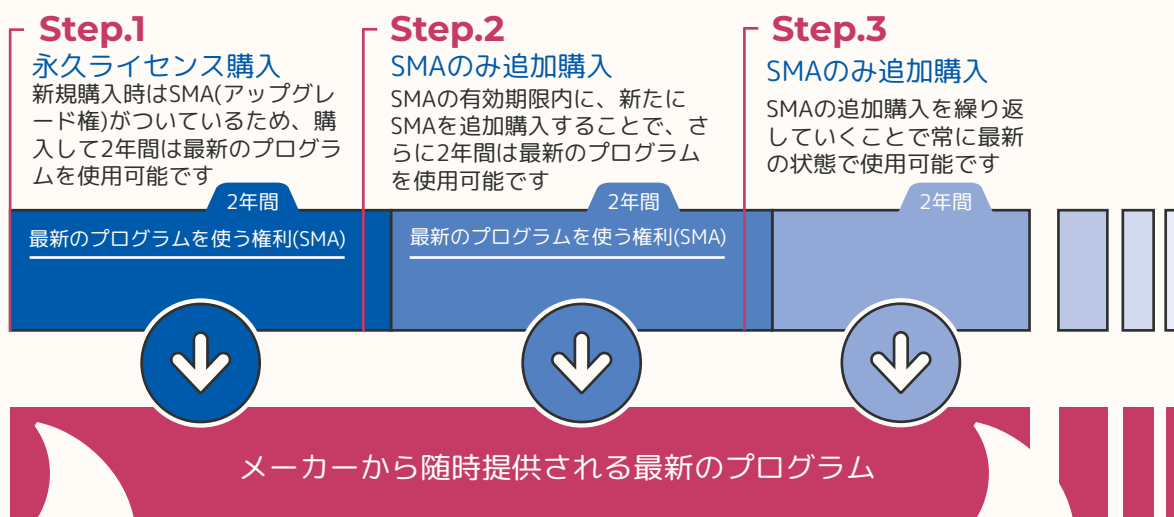 Step.1
永久ライセンス購入
新規購入時はSMA(アップグレ
ード権)がついているため、購
入して2年間は最新のプログラ
ムを使用可能です
2年間
最新のプログラムを使う権利(SMA)
Step.2
SMAのみ追加購入
SMAの有効期限内に、新たに
SMAを追加購入することで、さ
らに2年間は最新のプログラム
を使用可能です
2年間
最新のプログラムを使う権利(SMA)
Step.3
SMAのみ追加購入
SMAの追加購入を繰り返
していくことで常に最新
の状態で使用可能です
2年間
メーカーから随時提供される最新のプログラム